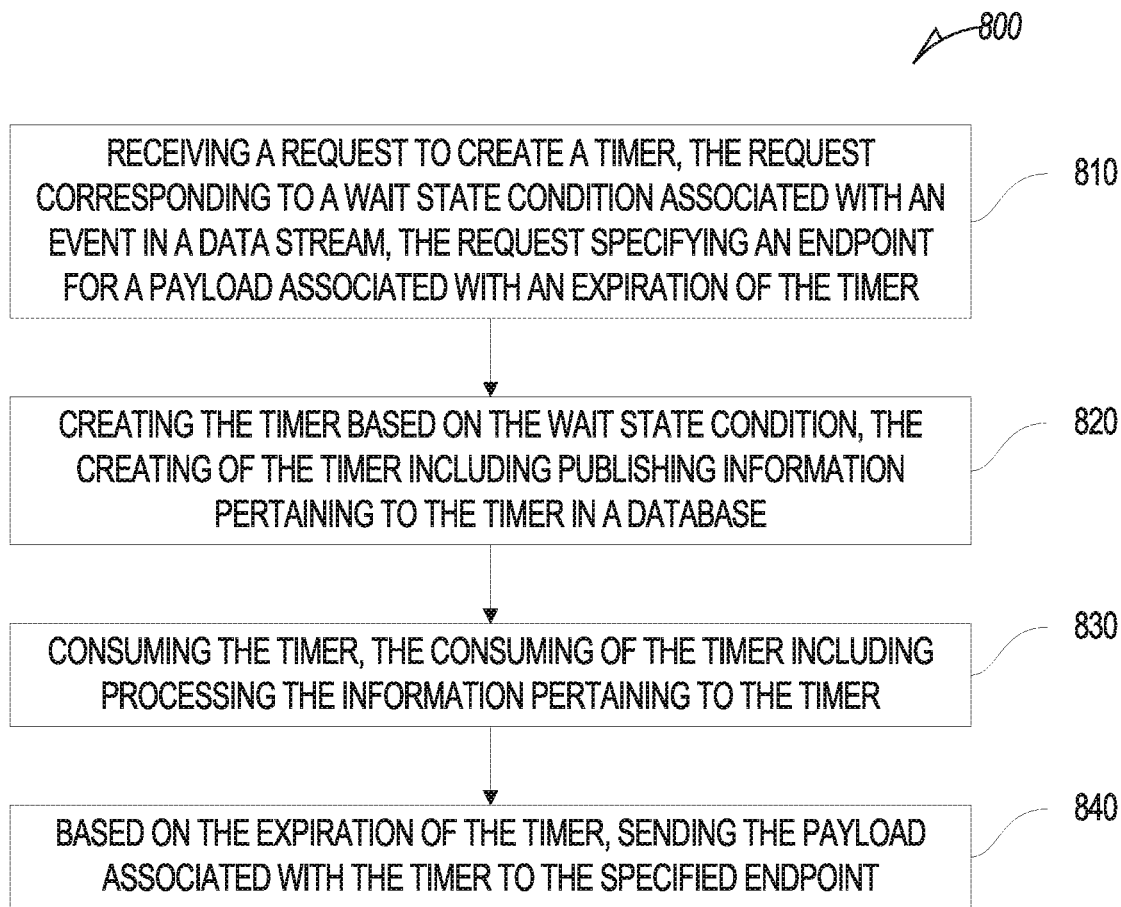 800
RECEIVING A REQUEST TO CREATE A TIMER, THE REQUEST
CORRESPONDING TO A WAIT STATE CONDITION ASSOCIATED WITH AN
EVENT IN A DATA STREAM, THE REQUEST SPECIFYING AN ENDPOINT
FOR A PAYLOAD ASSOCIATED WITH AN EXPIRATION OF THE TIMER
810
CREATING THE TIMER BASED ON THE WAIT STATE CONDITION, THE
CREATING OF THE TIMER INCLUDING PUBLISHING INFORMATION
PERTAINING TO THE TIMER IN A DATABASE
820
CONSUMING THE TIMER, THE CONSUMING OF THE TIMER INCLUDING
PROCESSING THE INFORMATION PERTAINING TO THE TIMER
830
BASED ON THE EXPIRATION OF THE TIMER, SENDING THE PAYLOAD
ASSOCIATED WITH THE TIMER TO THE SPECIFIED ENDPOINT
840